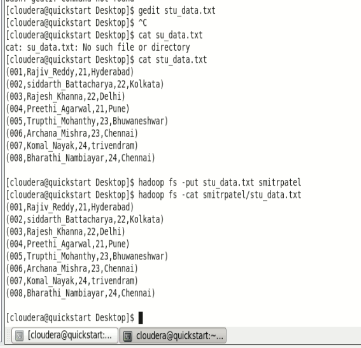 [cloudera@quickstart Desktop]$ gedit stu_data.txt
[cloudera@quickstart Desktop]$ ^C
[cloudera@quickstart Desktop]$ cat su_data.txt
cat: su_data.txt: No such file or directory
[cloudera@quickstart Desktop]$ cat stu_data.txt
(001,Rajiv_Reddy,21,Hyderabad)
(002,siddarth_Battacharya,22,Kolkata)
(003,Rajesh_Khanna,22,Delhi)
(004,Preethi_Agarwal,21,Pune)
(005,Trupthi_Mohanthy,23,Bhuwaneshwar)
(006,Archana_Mishra,23,Chennai)
(007,Komal_Nayak,24,trivendram)
(008,Bharathi_Nambiayar,24,Chennai)
[cloudera@quickstart Desktop]$ hadoop fs -put stu_data.txt smitrpatel
[cloudera@quickstart Desktop]$ hadoop fs -cat smitrpatel/stu_data.txt
(001,Rajiv_Reddy,21,Hyderabad)
(002,siddarth_Battacharya,22,Kolkata)
(003,Rajesh_Khanna,22,Delhi)
(004,Preethi_Agarwal,21,Pune)
(005,Trupthi_Mohanthy,23,Bhuwaneshwar)
(006,Archana_Mishra,23,Chennai)
(007,Komal_Nayak,24,trivendram)
(008,Bharathi_Nambiayar,24,Chennai)
[cloudera@quickstart Desktop]$
[cloudera@quickstart:... cloudera@quickstart:~...